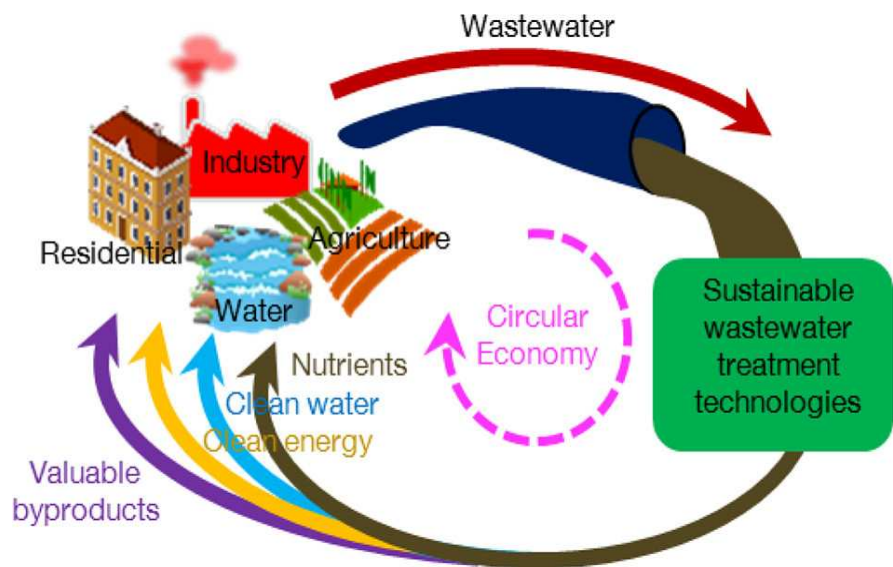 Wastewater
Industry
Residential
Agriculture
Water
Circular
Economy
Sustainable
wastewater
treatment
technologies
Nutrients
Clean water
Clean energy
Valuable
byproducts